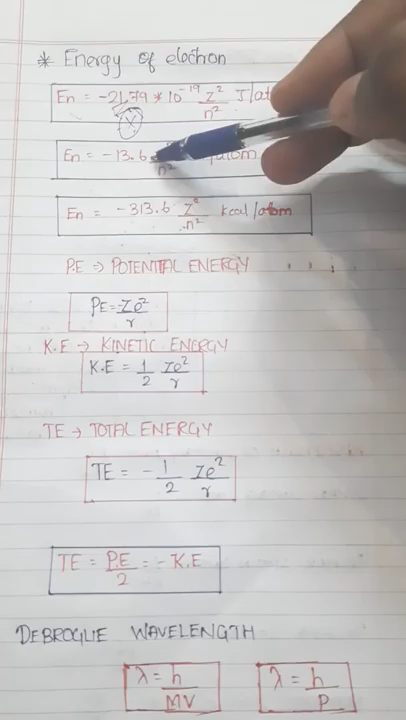 * Energy of electron
En = -21.79 * 10⁻¹⁹ Z²/n² J/at
En = -13.6 /n² /atom
En = -313.6 Z²/n² kcal/atom
P.E → POTENTIAL ENERGY
PE = -Ze²/r
K.E → KINETIC ENERGY
K.E = 1/2 Ze²/r
TE → TOTAL ENERGY
TE = -1/2 Ze²/r
TE = P.E/2 = -K.E
DEBROGLIE WAVELENGTH
λ = h/MV λ = h/P